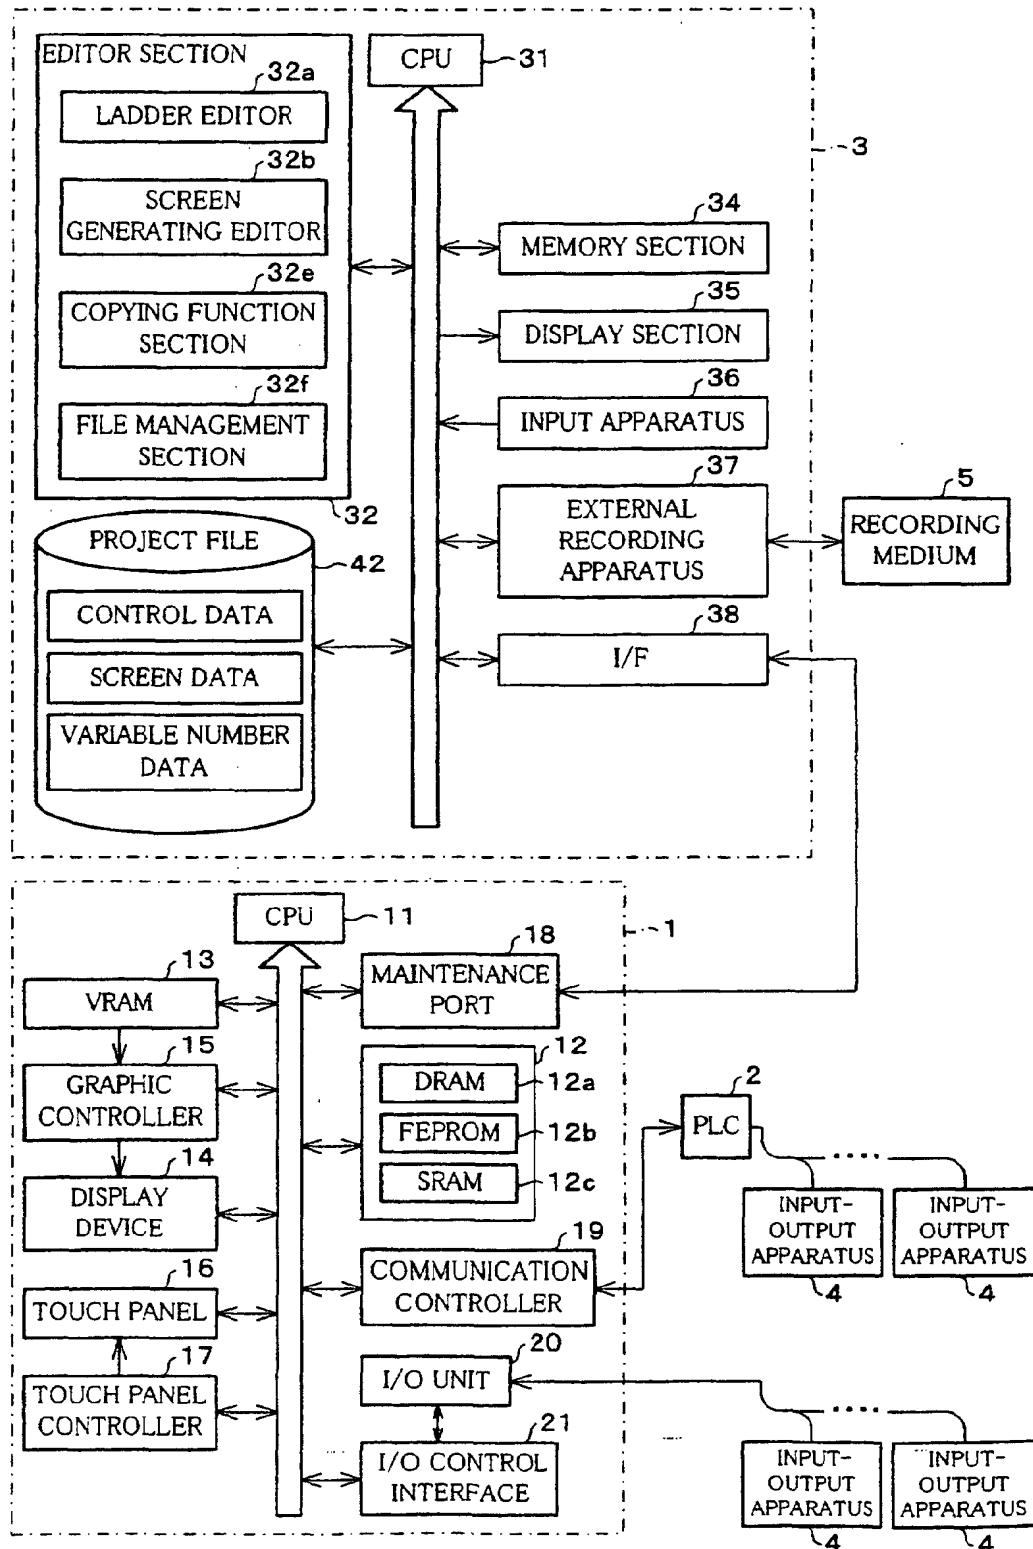 EDITOR SECTION
32a
LADDER EDITOR
32b
SCREEN
GENERATING EDITOR
32e
COPYING FUNCTION
SECTION
32f
FILE MANAGEMENT
SECTION
32
CPU
31
3
34
MEMORY SECTION
35
DISPLAY SECTION
36
INPUT APPARATUS
37
EXTERNAL
RECORDING
APPARATUS
5
RECORDING
MEDIUM
38
I/F
PROJECT FILE
42
CONTROL DATA
SCREEN DATA
VARIABLE NUMBER
DATA
CPU
11
1
13
VRAM
15
GRAPHIC
CONTROLLER
14
DISPLAY
DEVICE
16
TOUCH PANEL
17
TOUCH PANEL
CONTROLLER
18
MAINTENANCE
PORT
12
DRAM
12a
FEPROM
12b
SRAM
12c
19
COMMUNICATION
CONTROLLER
20
I/O UNIT
21
I/O CONTROL
INTERFACE
2
PLC
INPUT-
OUTPUT
APPARATUS
4
INPUT-
OUTPUT
APPARATUS
4
INPUT-
OUTPUT
APPARATUS
4
INPUT-
OUTPUT
APPARATUS
4